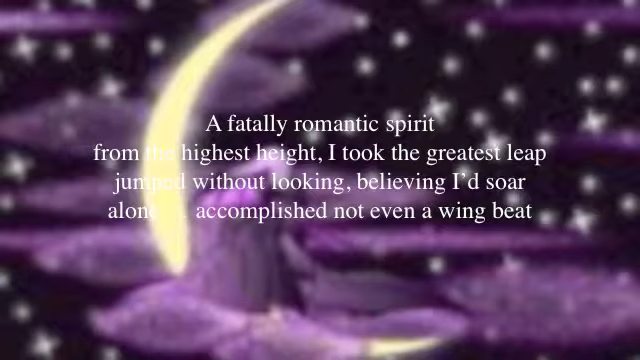 A fatally romantic spirit
from the highest height, I took the greatest leap
jumped without looking, believing I'd soar
alone . . accomplished not even a wing beat